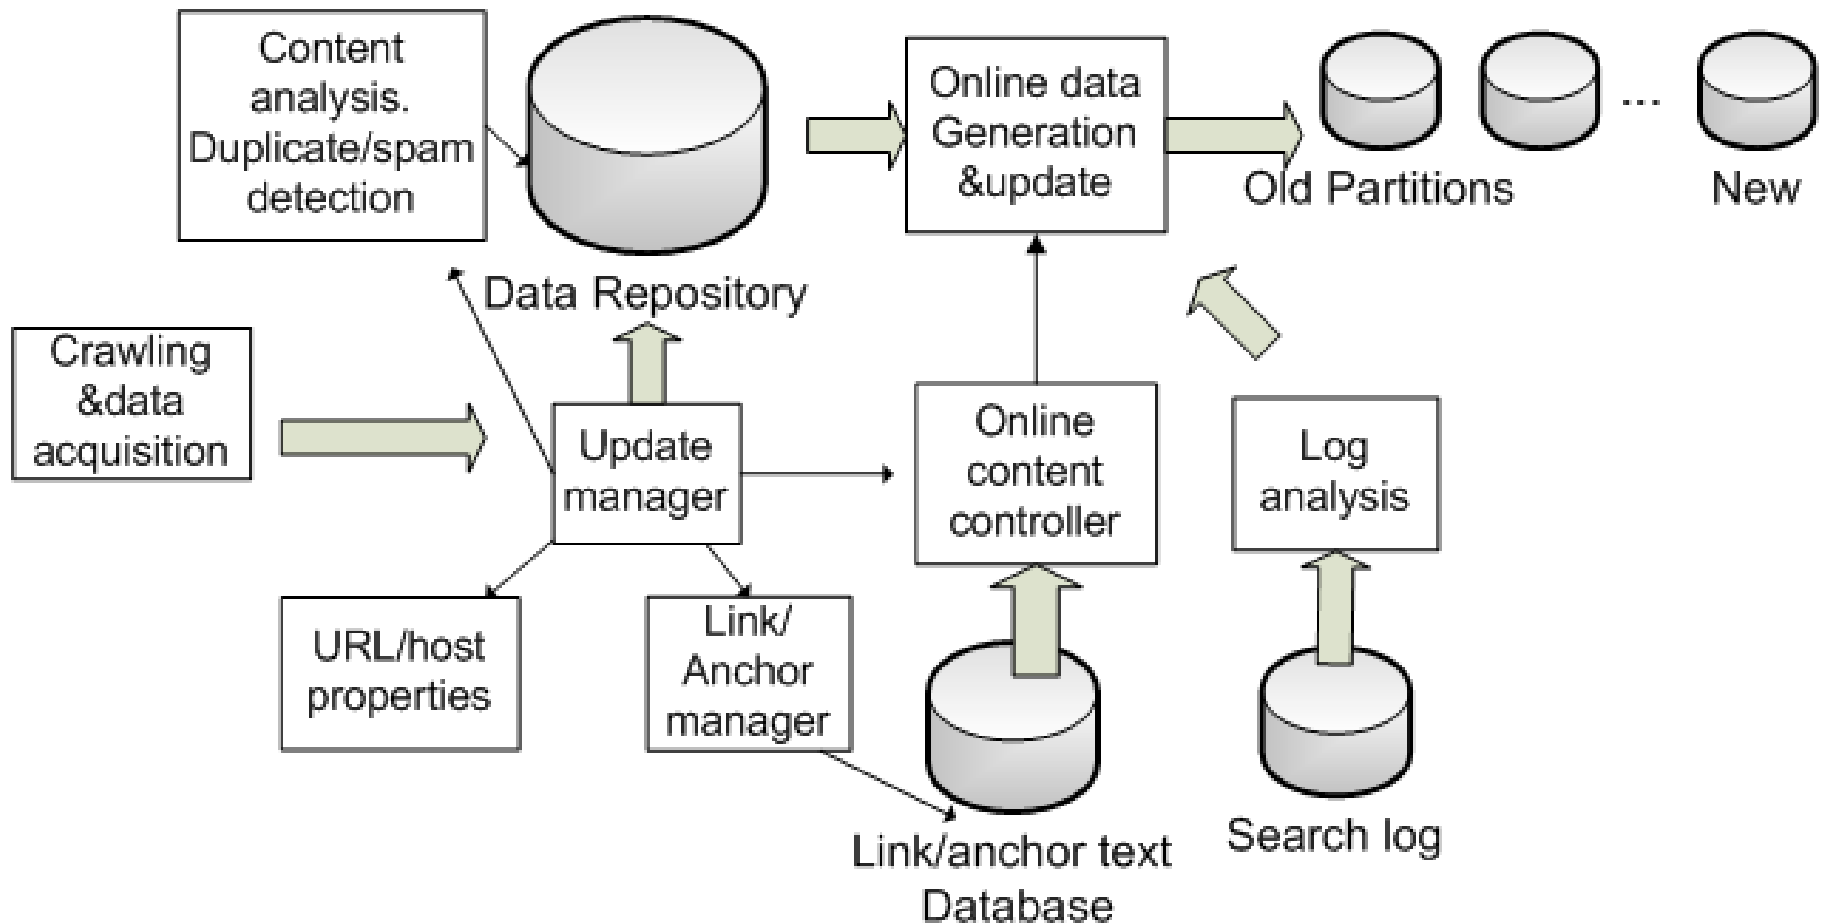 Content
analysis.
Duplicate/spam
detection
Data Repository
Online data
Generation
&update
...
Old Partitions
New
Crawling
&data
acquisition
Update
manager
Online
content
controller
Log
analysis
URL/host
properties
Link/
Anchor
manager
Link/anchor text
Database
Search log